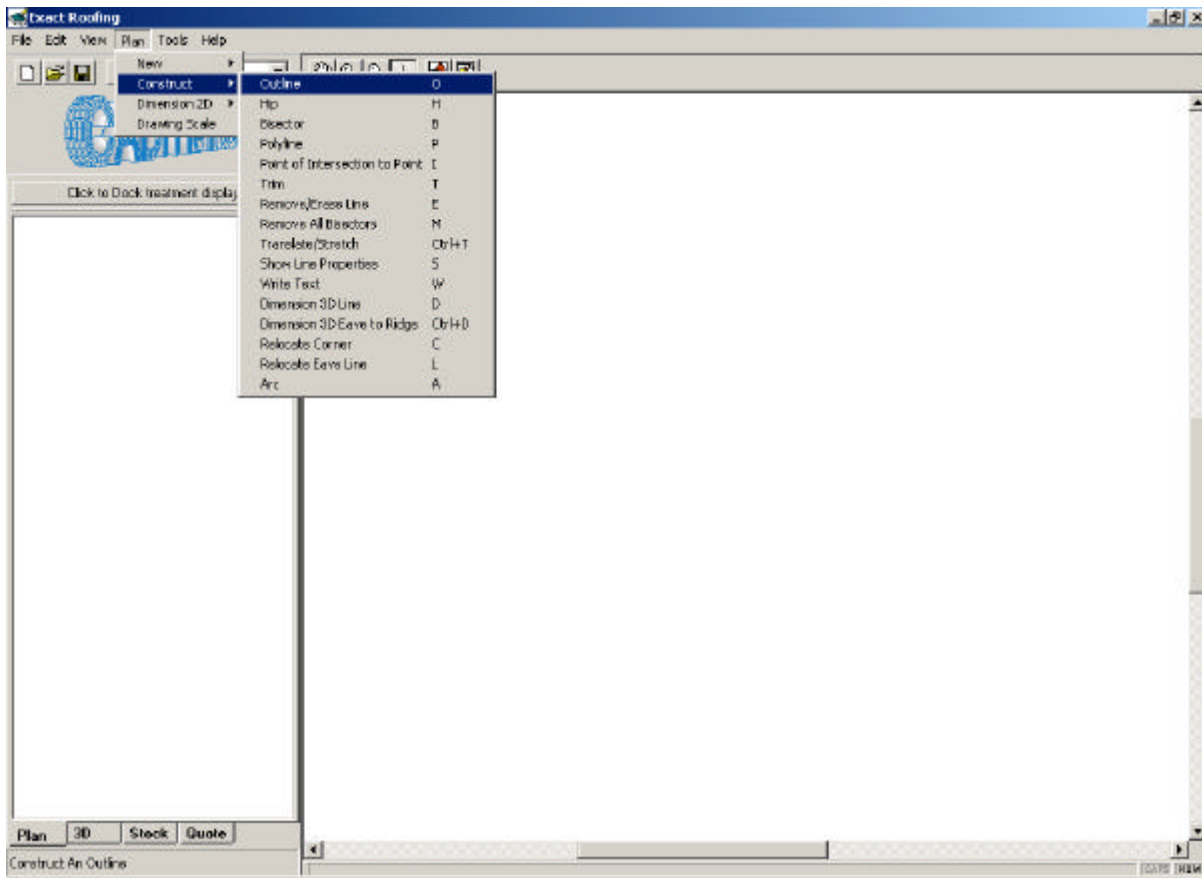 Exact Roofing
File Edit View Plan Tools Help
New
Construct
Dimension 2D
Drawing Scale
Outline O
Hip H
Bisector B
Polyline P
Point of Intersection to Point I
Trim T
Remove/Erase Line E
Remove All Bisectors M
Translate/Stretch Ctrl+T
Show Line Properties S
Write Text W
Dimension 3D Line D
Dimension 3D Eave to Ridge Ctrl+D
Relocate Corner C
Relocate Eave Line L
Arc A
Click to Dock treatment display
Plan 3D Stock Quote
Construct An Outline
CAPS NUM